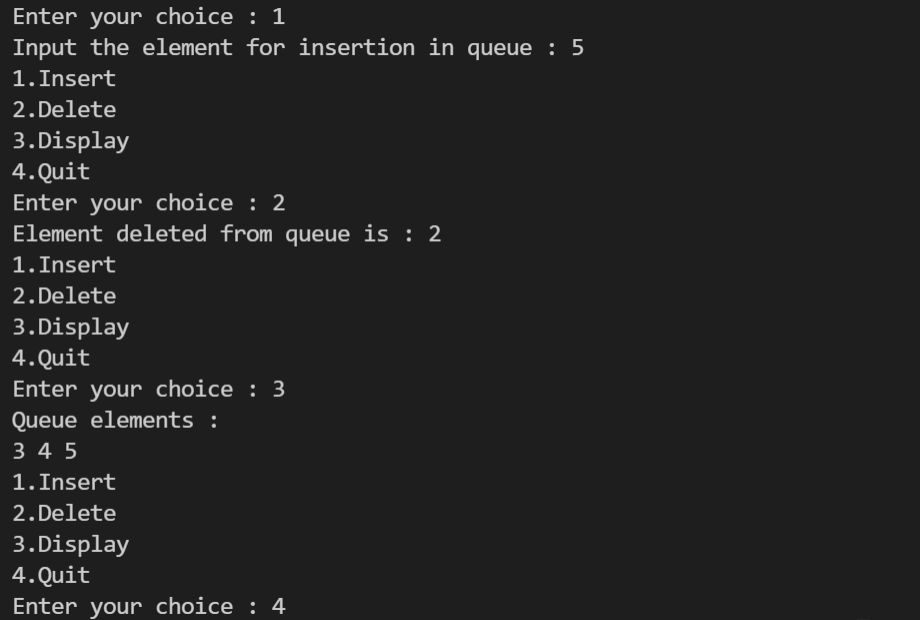 Enter your choice : 1
Input the element for insertion in queue : 5
1.Insert
2.Delete
3.Display
4.Quit
Enter your choice : 2
Element deleted from queue is : 2
1.Insert
2.Delete
3.Display
4.Quit
Enter your choice : 3
Queue elements :
3 4 5
1.Insert
2.Delete
3.Display
4.Quit
Enter your choice : 4